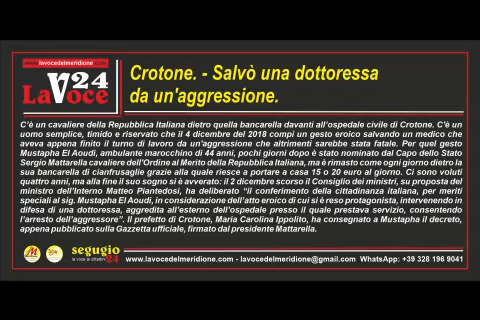 www.lavocedelmeridione.com
LaVoce24
Crotone. - Salvò una dottoressa
da un'aggressione.
C'è un cavaliere della Repubblica Italiana dietro quella bancarella davanti all'ospedale civile di Crotone. C'è un
uomo semplice, timido e riservato che il 4 dicembre del 2018 compì un gesto eroico salvando un medico che
aveva appena finito il turno di lavoro da un'aggressione che altrimenti sarebbe stata fatale. Per quel gesto
Mustapha El Aoudi, ambulante marocchino di 44 anni, pochi giorni dopo è stato nominato dal Capo dello Stato
Sergio Mattarella cavaliere dell'Ordine al Merito della Repubblica Italiana, ma è rimasto come ogni giorno dietro la
sua bancarella di cianfrusaglie grazie alla quale riesce a portare a casa 15 o 20 euro al giorno. Ci sono voluti
quattro anni, ma alla fine il suo sogno si è avverato: il 2 dicembre scorso il Consiglio dei ministri, su proposta del
ministro dell'Interno Matteo Piantedosi, ha deliberato "il conferimento della cittadinanza italiana, per meriti
speciali al sig. Mustapha El Aoudi, in considerazione dell'atto eroico di cui si è reso protagonista, intervenendo in
difesa di una dottoressa, aggredita all'esterno dell'ospedale presso il quale prestava servizio, consentendo
l'arresto dell'aggressore". Il prefetto di Crotone, Maria Carolina Ippolito, ha consegnato a Mustapha il decreto,
appena pubblicato sulla Gazzetta ufficiale, firmato dal presidente Mattarella.
segugio24
la voce ai cittadini
www.lavocedelmeridione.com - lavocedelmeridione@gmail.com WhatsApp: +39 328 196 9041